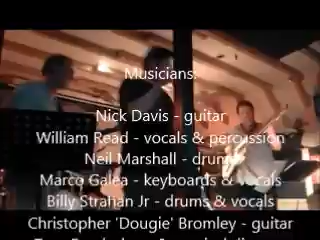 Musicians:
Nick Davis - guitar
William Read - vocals & percussion
Neil Marshall - drums
Marco Galea - keyboards & vocals
Billy Strahan Jr - drums & vocals
Christopher 'Dougie' Bromley - guitar